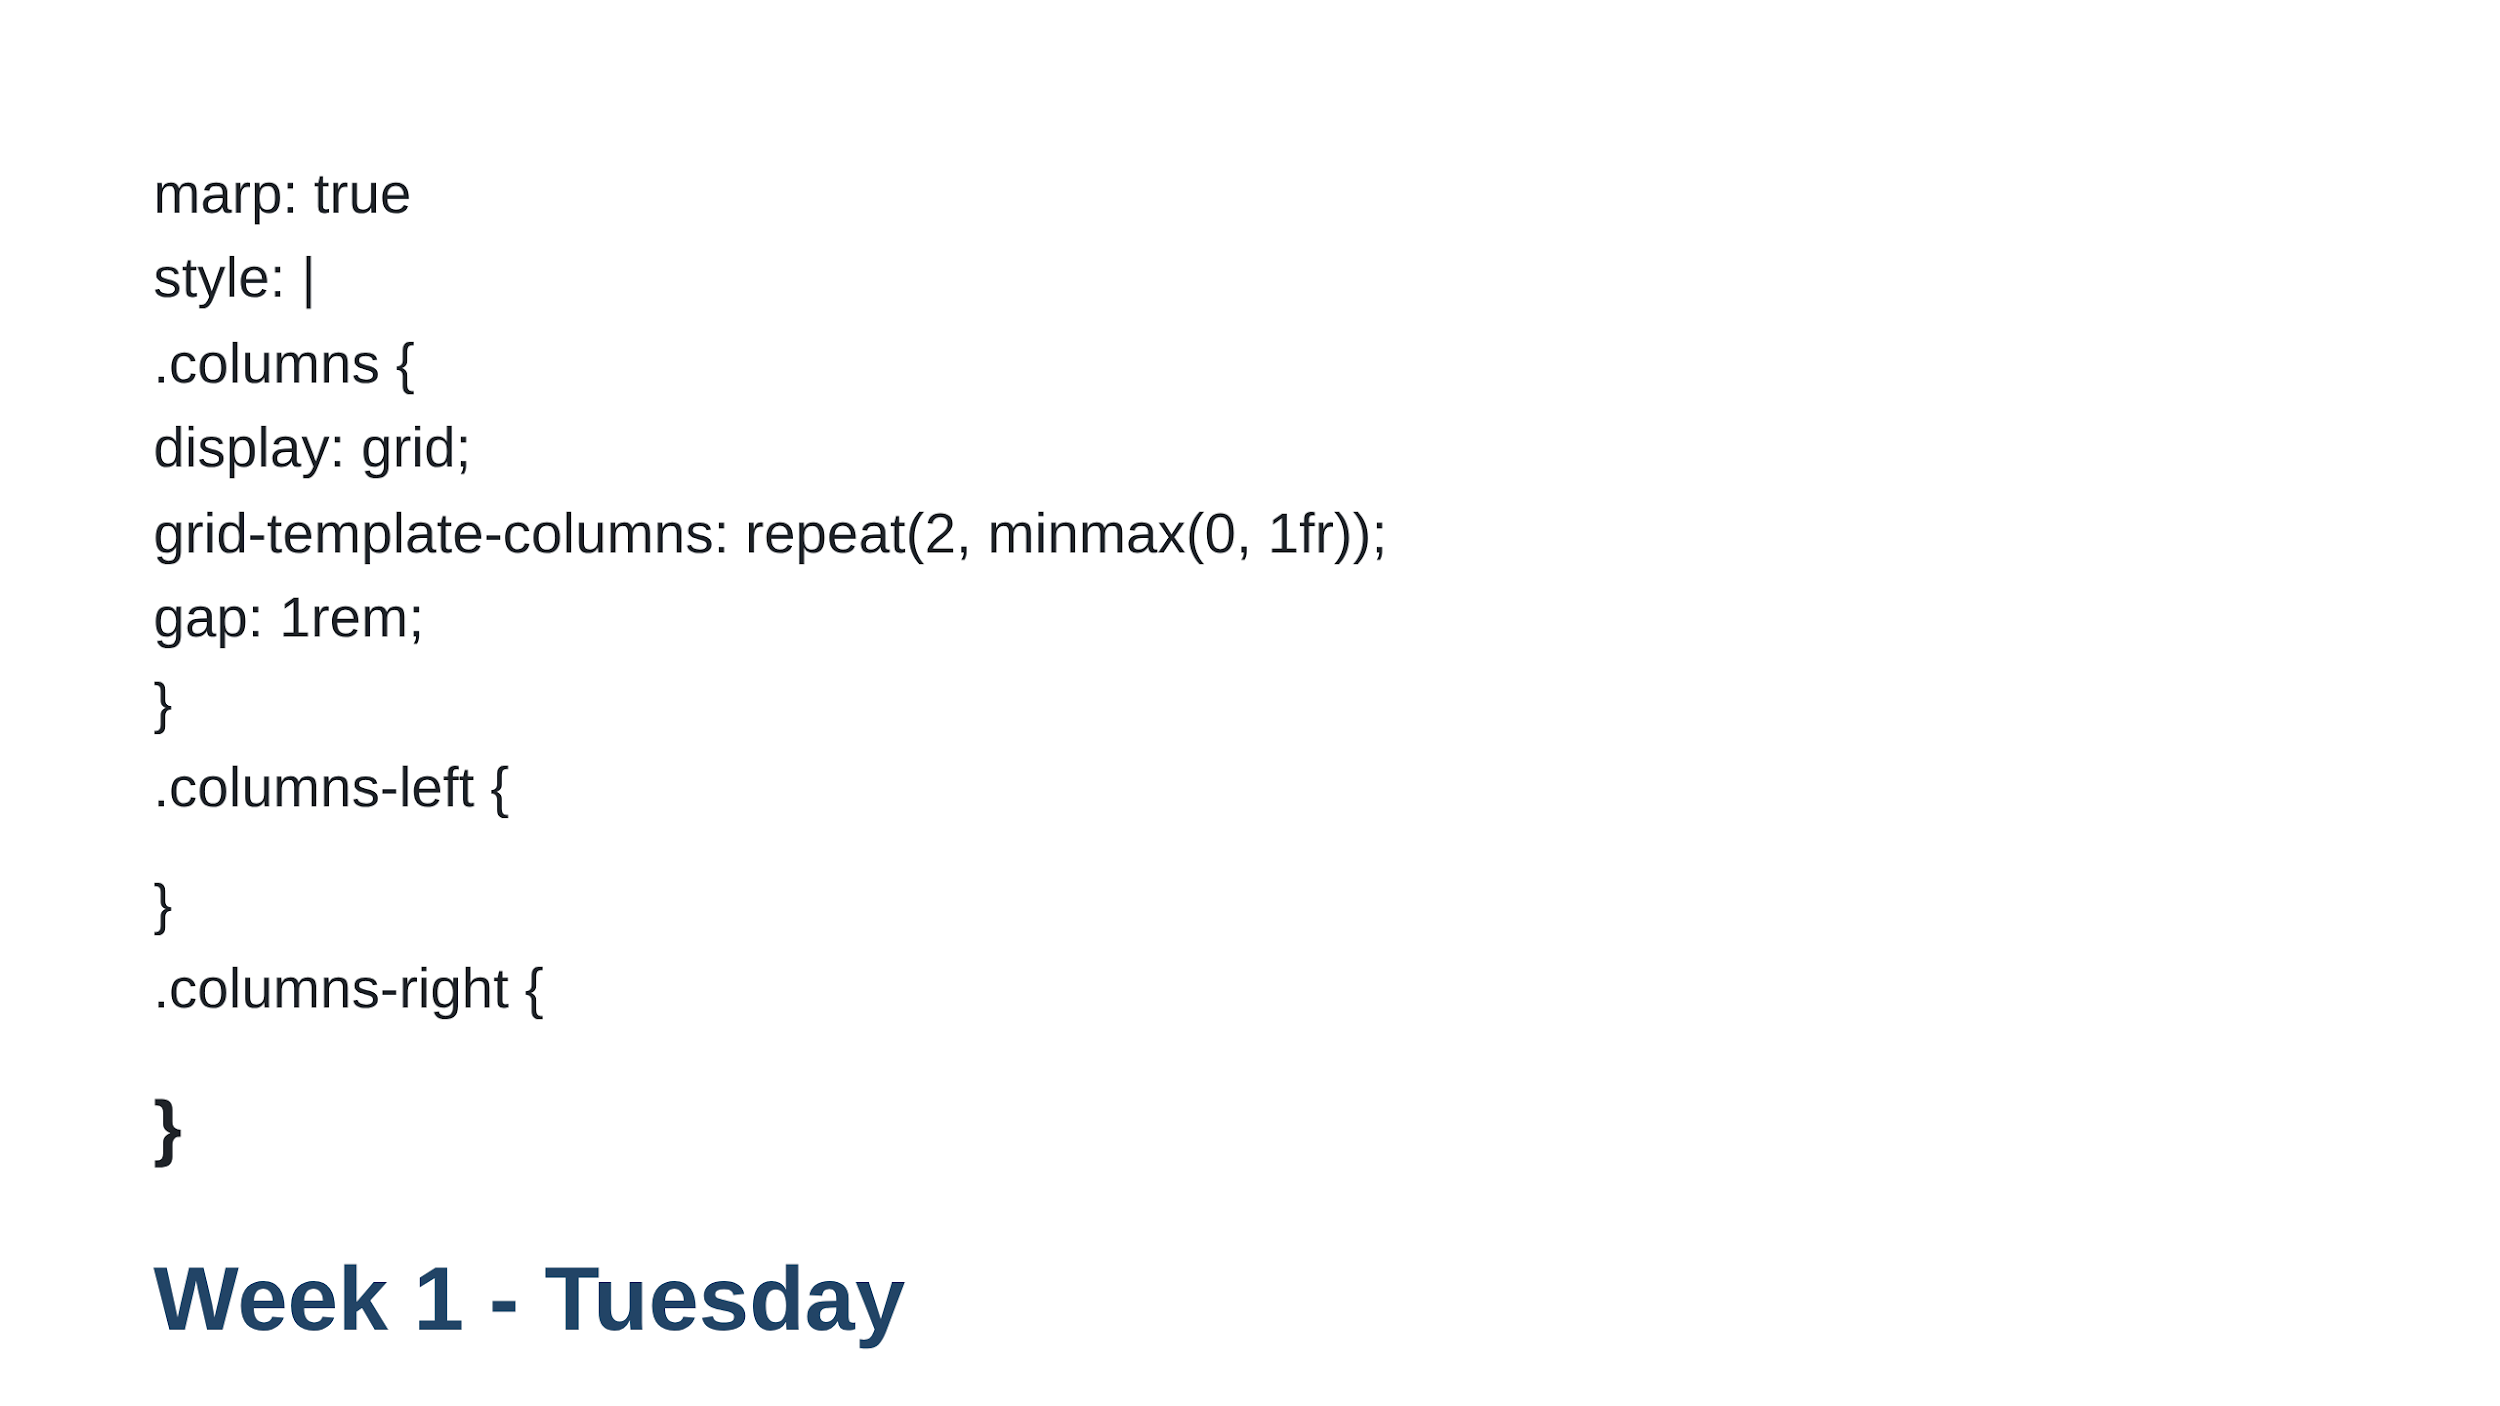 marp: true
style: |
.columns {
display: grid;
grid-template-columns: repeat(2, minmax(0, 1fr));
gap: 1rem;
}
.columns-left {
}
.columns-right {
}
Week 1 - Tuesday